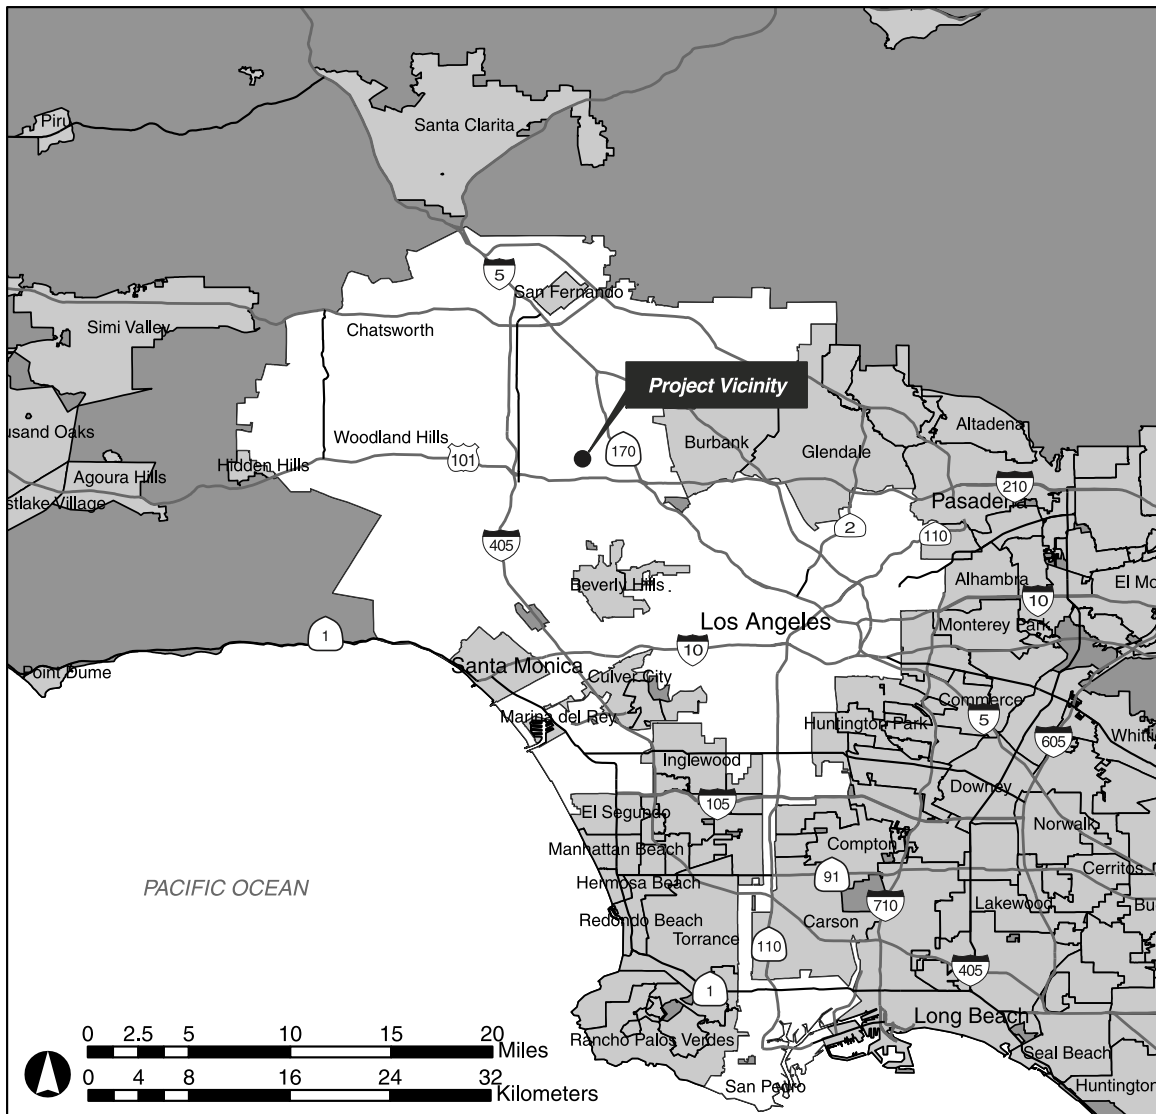 Piru
Santa Clarita
5
San Fernando
Simi Valley
Chatsworth
Project Vicinity
Altadena
usand Oaks
Woodland Hills
Burbank
170
Glendale
101
Hidden Hills
Agoura Hills
210
Pasadena
stlake Village
2
110
405
Alhambra
El Mo
Beverly Hills
10
Los Angeles
Monterey Park
1
10
Santa Monica
Point Dume
Culver City
Commerce
Marina del Rey
Huntington Park
5
Whitti
605
Inglewood
Downey
105
El Segundo
Norwalk
Compton
Manhattan Beach
Cerritos
91
Hermosa Beach
PACIFIC OCEAN
710
Lakewood
Bu
Redondo Beach
Carson
Torrance
110
405
1
Long Beach
0 2.5 5 10 15 20
Miles
Rancho Palos Verdes
Seal Beach
0 4 8 16 24 32
Kilometers
San Pedro
Huntington